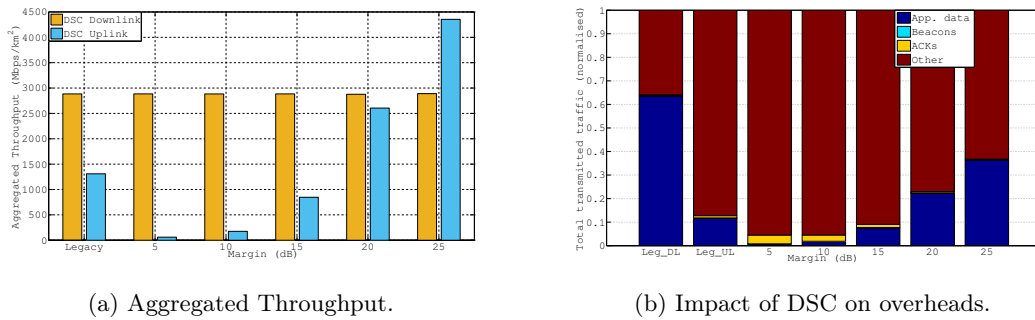 Aggregated Throughput (Mbps/km²)
4500
4000
3500
3000
2500
2000
1500
1000
500
0
DSC Downlink
DSC Uplink
Legacy 5 10 15 20 25
Margin (dB)
(a) Aggregated Throughput.
Total transmitted traffic (normalised)
1
0.9
0.8
0.7
0.6
0.5
0.4
0.3
0.2
0.1
0
App. data
Beacons
ACKs
Other
Leg_DL Leg_UL 5 10 15 20 25
Margin (dB)
(b) Impact of DSC on overheads.